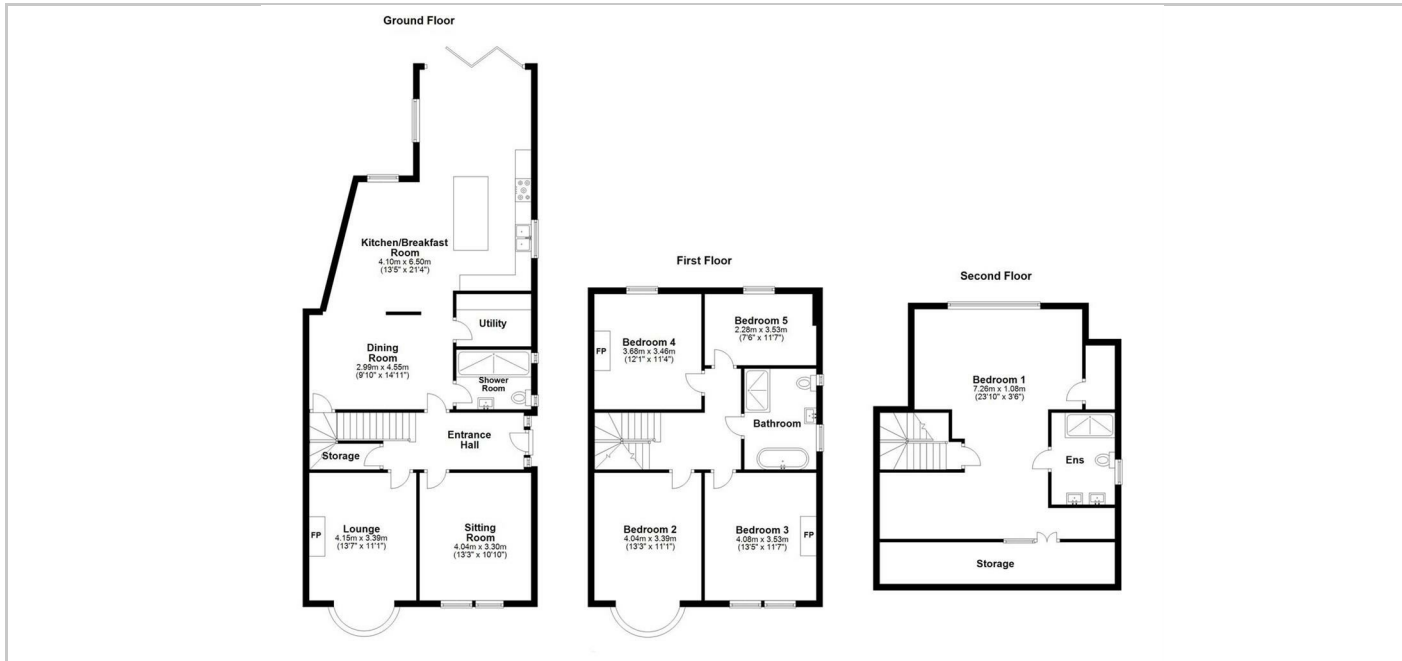 Ground Floor
Kitchen/Breakfast
Room
4.10m x 6.50m
(13'5" x 21'4")
Utility
Dining
Room
2.99m x 4.55m
(9'10" x 14'11")
Shower
Room
Entrance
Hall
Storage
Lounge
4.15m x 3.39m
(13'7" x 11'1")
FP
Sitting
Room
4.04m x 3.30m
(13'3" x 10'10")
First Floor
Bedroom 4
3.68m x 3.46m
(12'1" x 11'4")
FP
Bedroom 5
2.28m x 3.53m
(7'6" x 11'7")
Bathroom
Bedroom 2
4.04m x 3.39m
(13'3" x 11'1")
Bedroom 3
4.08m x 3.53m
(13'5" x 11'7")
FP
Second Floor
Bedroom 1
7.26m x 1.08m
(23'10" x 3'6")
Ens
Storage